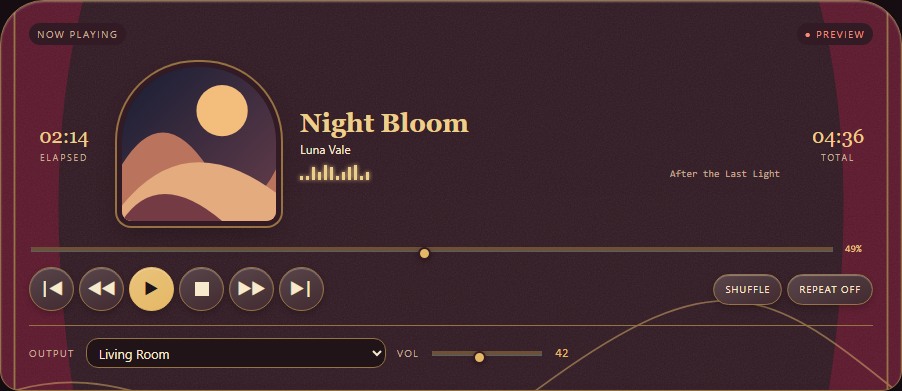 NOW PLAYING
PREVIEW
Night Bloom
02:14
04:36
Luna Vale
ELAPSED
TOTAL
After the Last Light
49%
SHUFFLE
REPEAT OFF
OUTPUT
Living Room
VOL
42